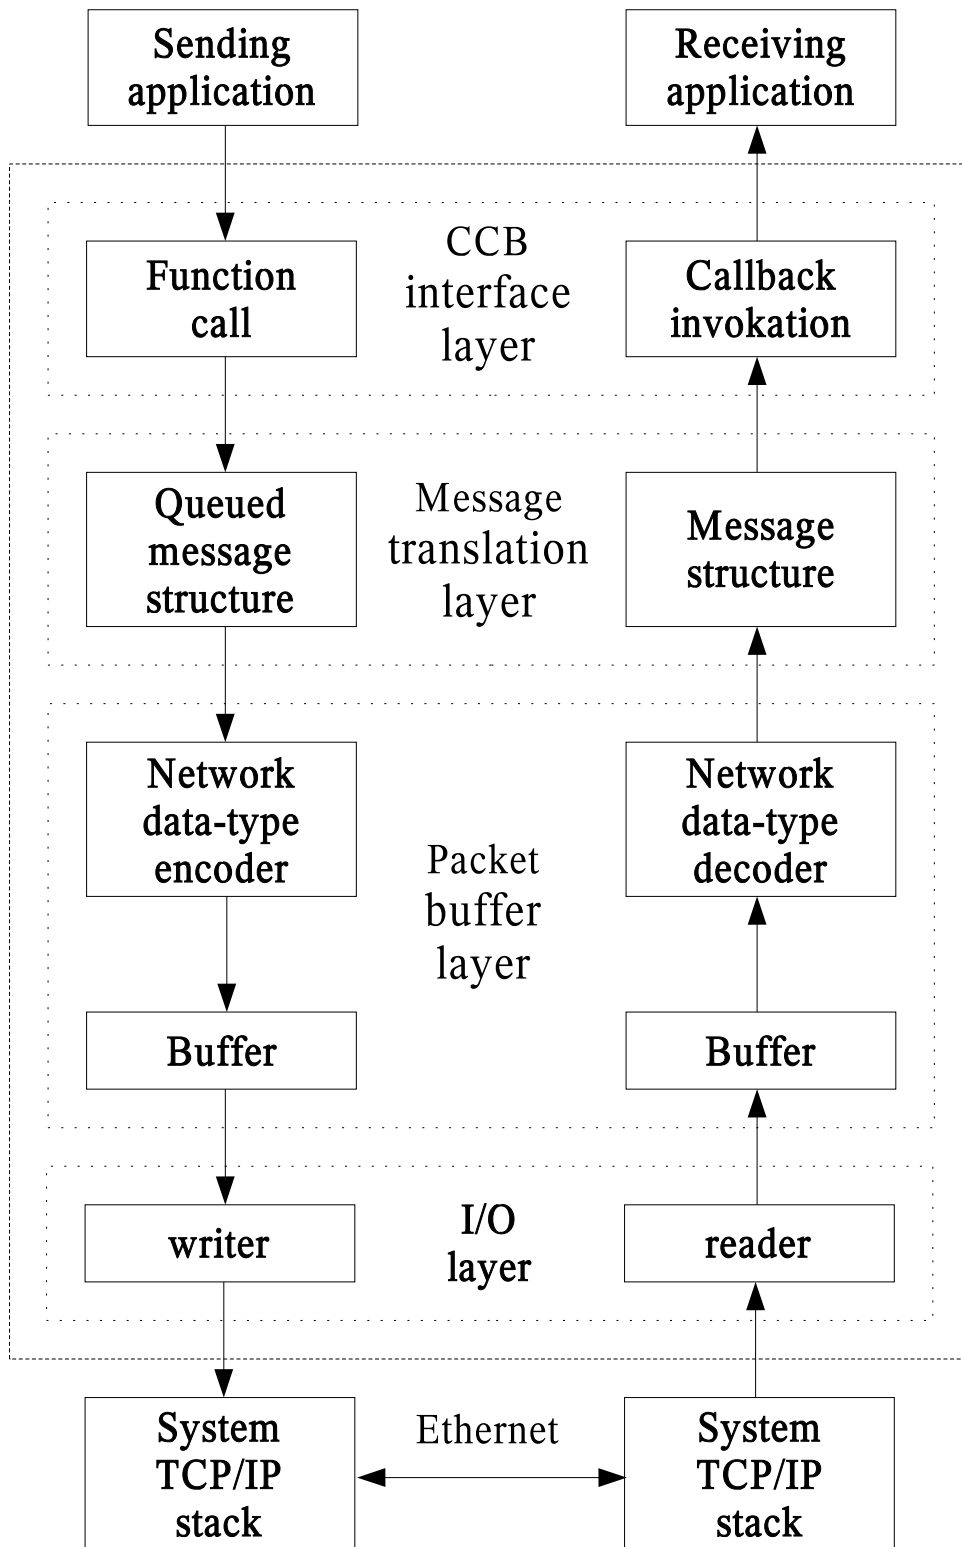 Sending
application
Receiving
application
CCB
interface
layer
Function
call
Callback
invokation
Message
translation
layer
Queued
message
structure
Message
structure
Network
data-type
encoder
Network
data-type
decoder
Packet
buffer
layer
Buffer
Buffer
I/O
layer
writer
reader
Ethernet
System
TCP/IP
stack
System
TCP/IP
stack